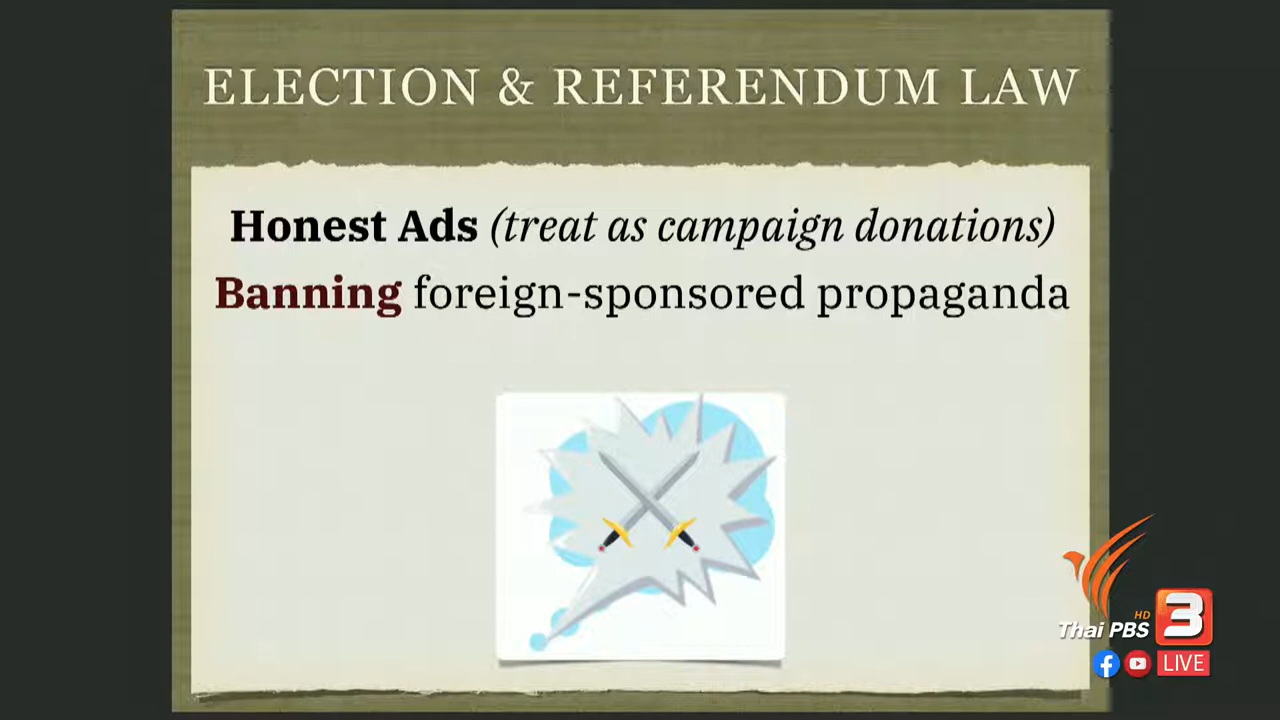 ELECTION & REFERENDUM LAW
Honest Ads (treat as campaign donations)
Banning foreign-sponsored propaganda
HD
Thai PBS 3
LIVE